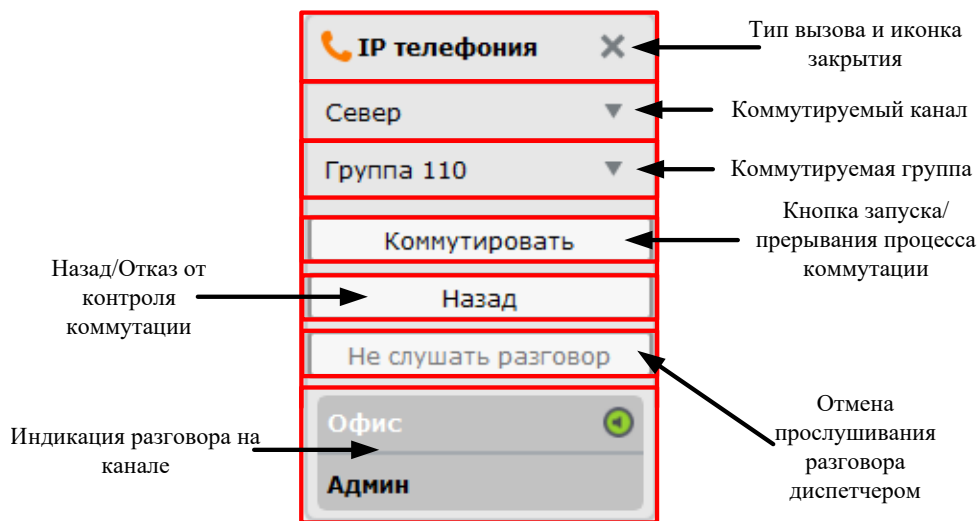 IP телефония
Тип вызова и иконка
закрытия
Север
Коммутируемый канал
Группа 110
Коммутируемая группа
Коммутировать
Кнопка запуска/
прерывания процесса
коммутации
Назад/Отказ от
контроля
коммутации
Назад
Не слушать разговор
Отмена
прослушивания
разговора
диспетчером
Индикация разговора на
канале
Офис
Админ